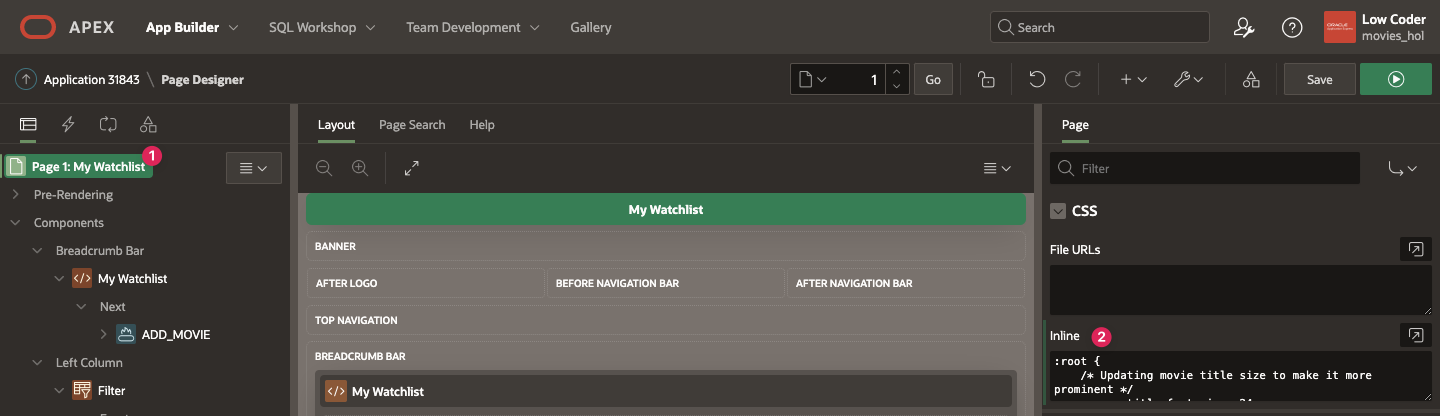 APEX
App Builder
SQL Workshop
Team Development
Gallery
Search
Low Coder
movies_hol
Application 31843 \ Page Designer
1
Go
Save
Layout
Page Search
Help
Page
Page 1: My Watchlist
1
Pre-Rendering
Components
Breadcrumb Bar
My Watchlist
Next
ADD_MOVIE
Left Column
Filter
My Watchlist
BANNER
AFTER LOGO
BEFORE NAVIGATION BAR
AFTER NAVIGATION BAR
TOP NAVIGATION
BREADCRUMB BAR
My Watchlist
Filter
CSS
File URLs
Inline
2
:root {
/* Updating movie title size to make it more
prominent */